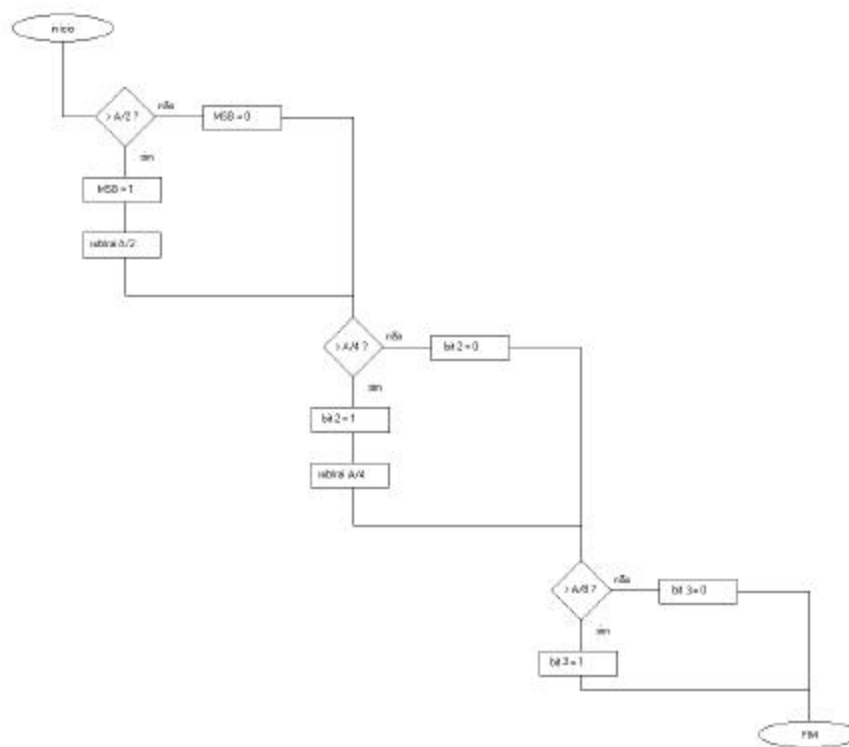 início
> A/2 ?
não
MSB = 0
sim
MSB = 1
subtrai A/2
> A/4 ?
não
bit 2 = 0
sim
bit 2 = 1
subtrai A/4
> A/8 ?
não
bit 3 = 0
sim
bit 3 = 1
FIM